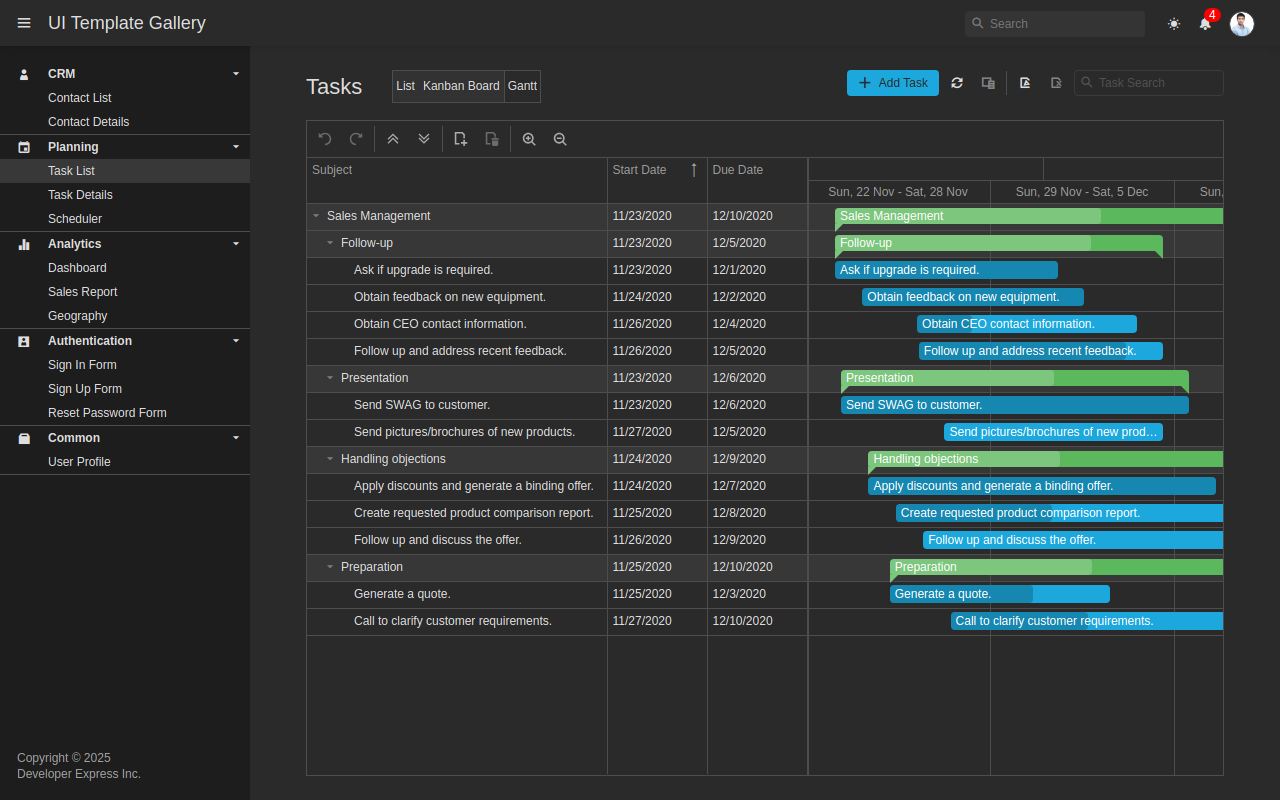 UI Template Gallery
Search
4
CRM
Contact List
Contact Details
Planning
Task List
Task Details
Scheduler
Analytics
Dashboard
Sales Report
Geography
Authentication
Sign In Form
Sign Up Form
Reset Password Form
Common
User Profile
Copyright © 2025
Developer Express Inc.
Tasks
List Kanban Board Gantt
Add Task
Task Search
Subject Start Date Due Date
Sun, 22 Nov - Sat, 28 Nov Sun, 29 Nov - Sat, 5 Dec Sun,
Sales Management 11/23/2020 12/10/2020 Sales Management
Follow-up 11/23/2020 12/5/2020 Follow-up
Ask if upgrade is required. 11/23/2020 12/1/2020 Ask if upgrade is required.
Obtain feedback on new equipment. 11/24/2020 12/2/2020 Obtain feedback on new equipment.
Obtain CEO contact information. 11/26/2020 12/4/2020 Obtain CEO contact information.
Follow up and address recent feedback. 11/26/2020 12/5/2020 Follow up and address recent feedback.
Presentation 11/23/2020 12/6/2020 Presentation
Send SWAG to customer. 11/23/2020 12/6/2020 Send SWAG to customer.
Send pictures/brochures of new products. 11/27/2020 12/5/2020 Send pictures/brochures of new prod…
Handling objections 11/24/2020 12/9/2020 Handling objections
Apply discounts and generate a binding offer. 11/24/2020 12/7/2020 Apply discounts and generate a binding offer.
Create requested product comparison report. 11/25/2020 12/8/2020 Create requested product comparison report.
Follow up and discuss the offer. 11/26/2020 12/9/2020 Follow up and discuss the offer.
Preparation 11/25/2020 12/10/2020 Preparation
Generate a quote. 11/25/2020 12/3/2020 Generate a quote.
Call to clarify customer requirements. 11/27/2020 12/10/2020 Call to clarify customer requirements.